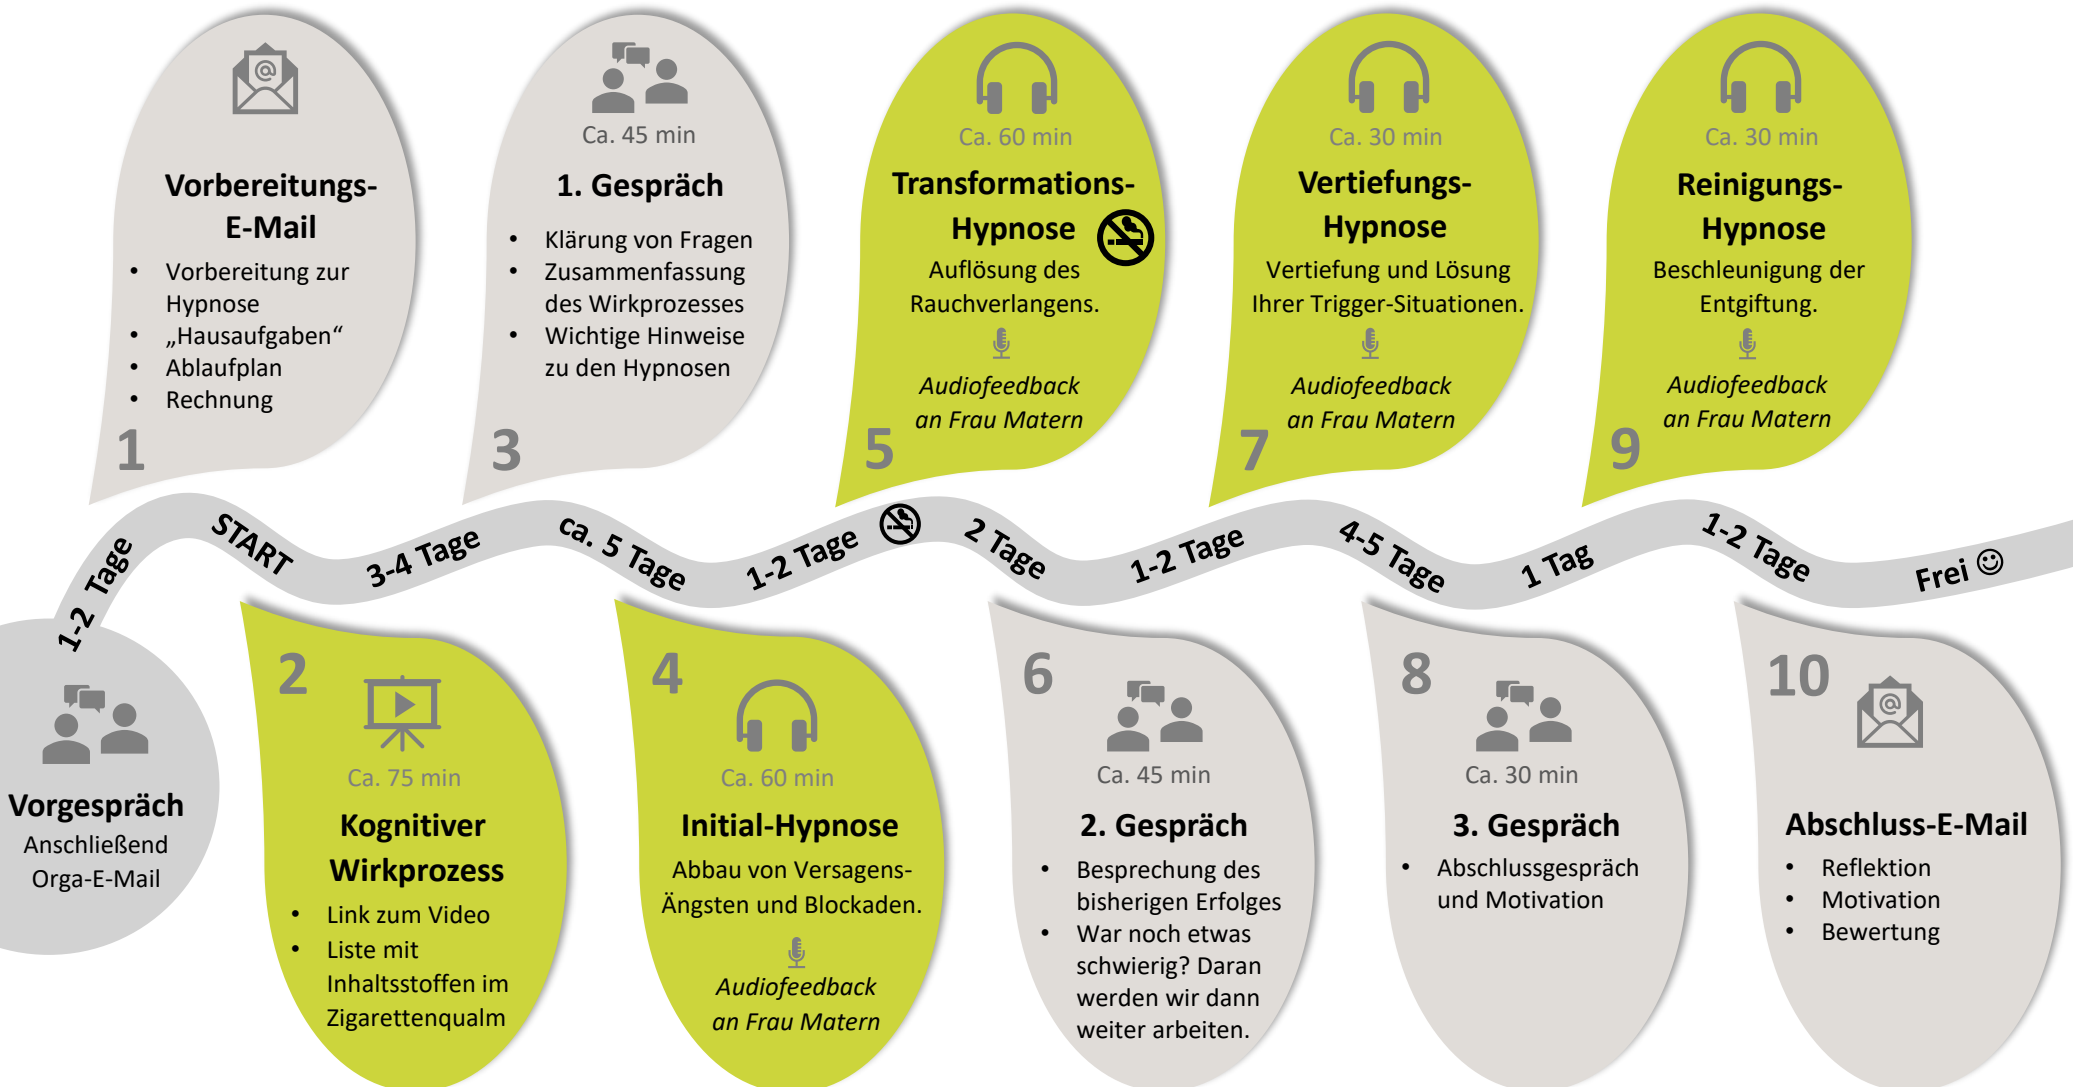 Vorgespräch
Anschließend
Orga-E-Mail
1-2 Tage
Vorbereitungs-
E-Mail
• Vorbereitung zur
Hypnose
• „Hausaufgaben“
• Ablaufplan
• Rechnung
1
START
2
Ca. 75 min
Kognitiver
Wirkprozess
• Link zum Video
• Liste mit
Inhaltsstoffen im
Zigarettenqualm
3-4 Tage
Ca. 45 min
1. Gespräch
• Klärung von Fragen
• Zusammenfassung
des Wirkprozesses
• Wichtige Hinweise
zu den Hypnosen
3
ca. 5 Tage
4
Ca. 60 min
Initial-Hypnose
Abbau von Versagens-
Ängsten und Blockaden.
Audiofeedback
an Frau Matern
1-2 Tage
Ca. 60 min
Transformations-
Hypnose
Auflösung des
Rauchverlangens.
Audiofeedback
an Frau Matern
5
2 Tage
6
Ca. 45 min
2. Gespräch
• Besprechung des
bisherigen Erfolges
• War noch etwas
schwierig? Daran
werden wir dann
weiter arbeiten.
1-2 Tage
Ca. 30 min
Vertiefungs-
Hypnose
Vertiefung und Lösung
Ihrer Trigger-Situationen.
Audiofeedback
an Frau Matern
7
4-5 Tage
8
Ca. 30 min
3. Gespräch
• Abschlussgespräch
und Motivation
1 Tag
Ca. 30 min
Reinigungs-
Hypnose
Beschleunigung der
Entgiftung.
Audiofeedback
an Frau Matern
9
1-2 Tage
10
Abschluss-E-Mail
• Reflektion
• Motivation
• Bewertung
Frei ☺